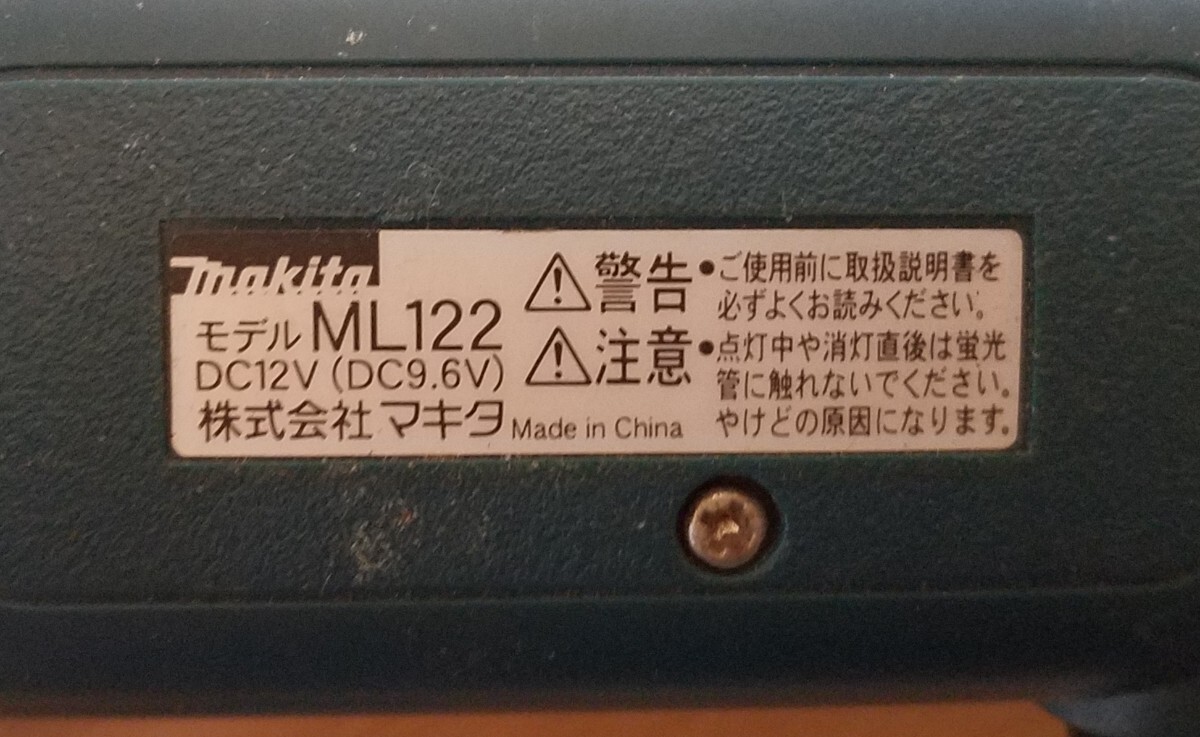 makita
モデル ML122
DC12V (DC9.6V)
株式会社 マキタ Made in China
⚠警告 •ご使用前に取扱説明書を
必ずよくお読みください。
⚠注意 •点灯中や消灯直後は蛍光
管に触れないでください。
やけどの原因になります。